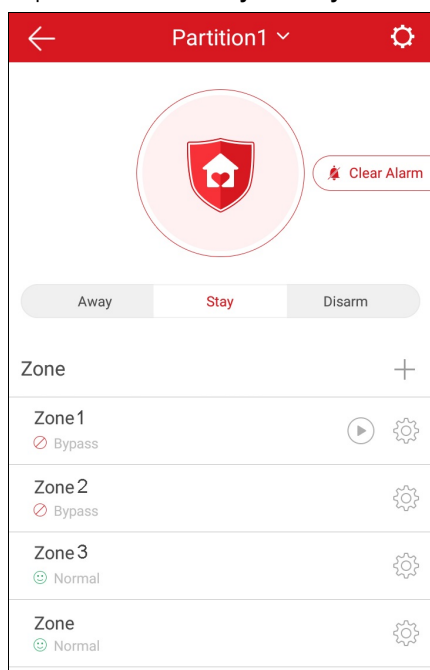 Partition1
Clear Alarm
Away Stay Disarm
Zone
Zone1
Bypass
Zone2
Bypass
Zone3
Normal
Zone
Normal